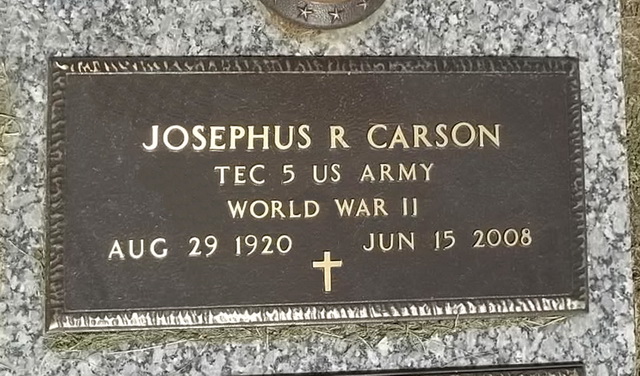 JOSEPHUS R CARSON
TEC 5 US ARMY
WORLD WAR II
AUG 29 1920 JUN 15 2008